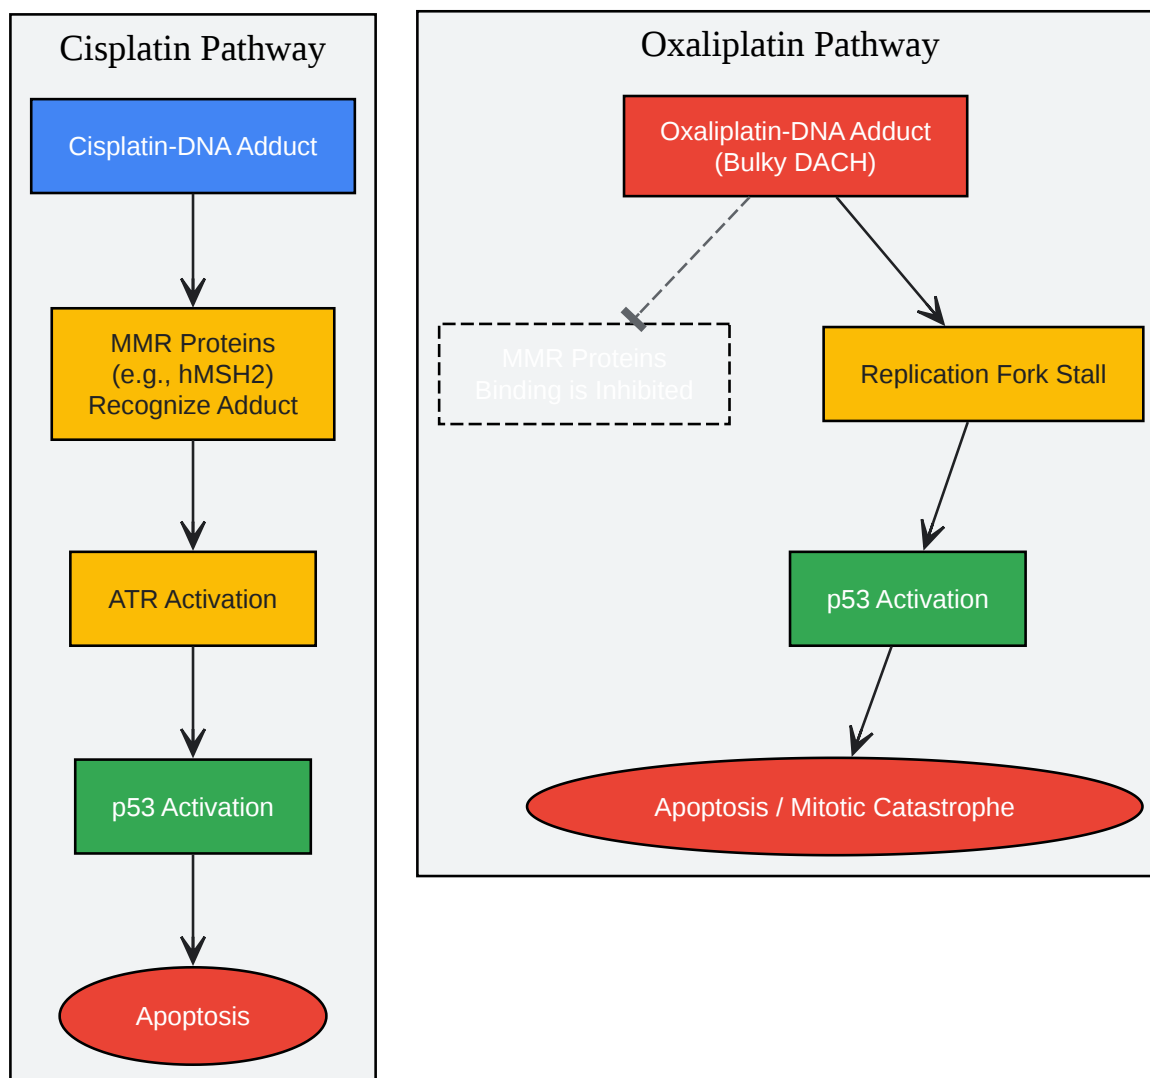 Cisplatin Pathway
Cisplatin-DNA Adduct
MMR Proteins
(e.g., hMSH2)
Recognize Adduct
ATR Activation
p53 Activation
Apoptosis
Oxaliplatin Pathway
Oxaliplatin-DNA Adduct
(Bulky DACH)
MMR Proteins
Binding is Inhibited
Replication Fork Stall
p53 Activation
Apoptosis / Mitotic Catastrophe